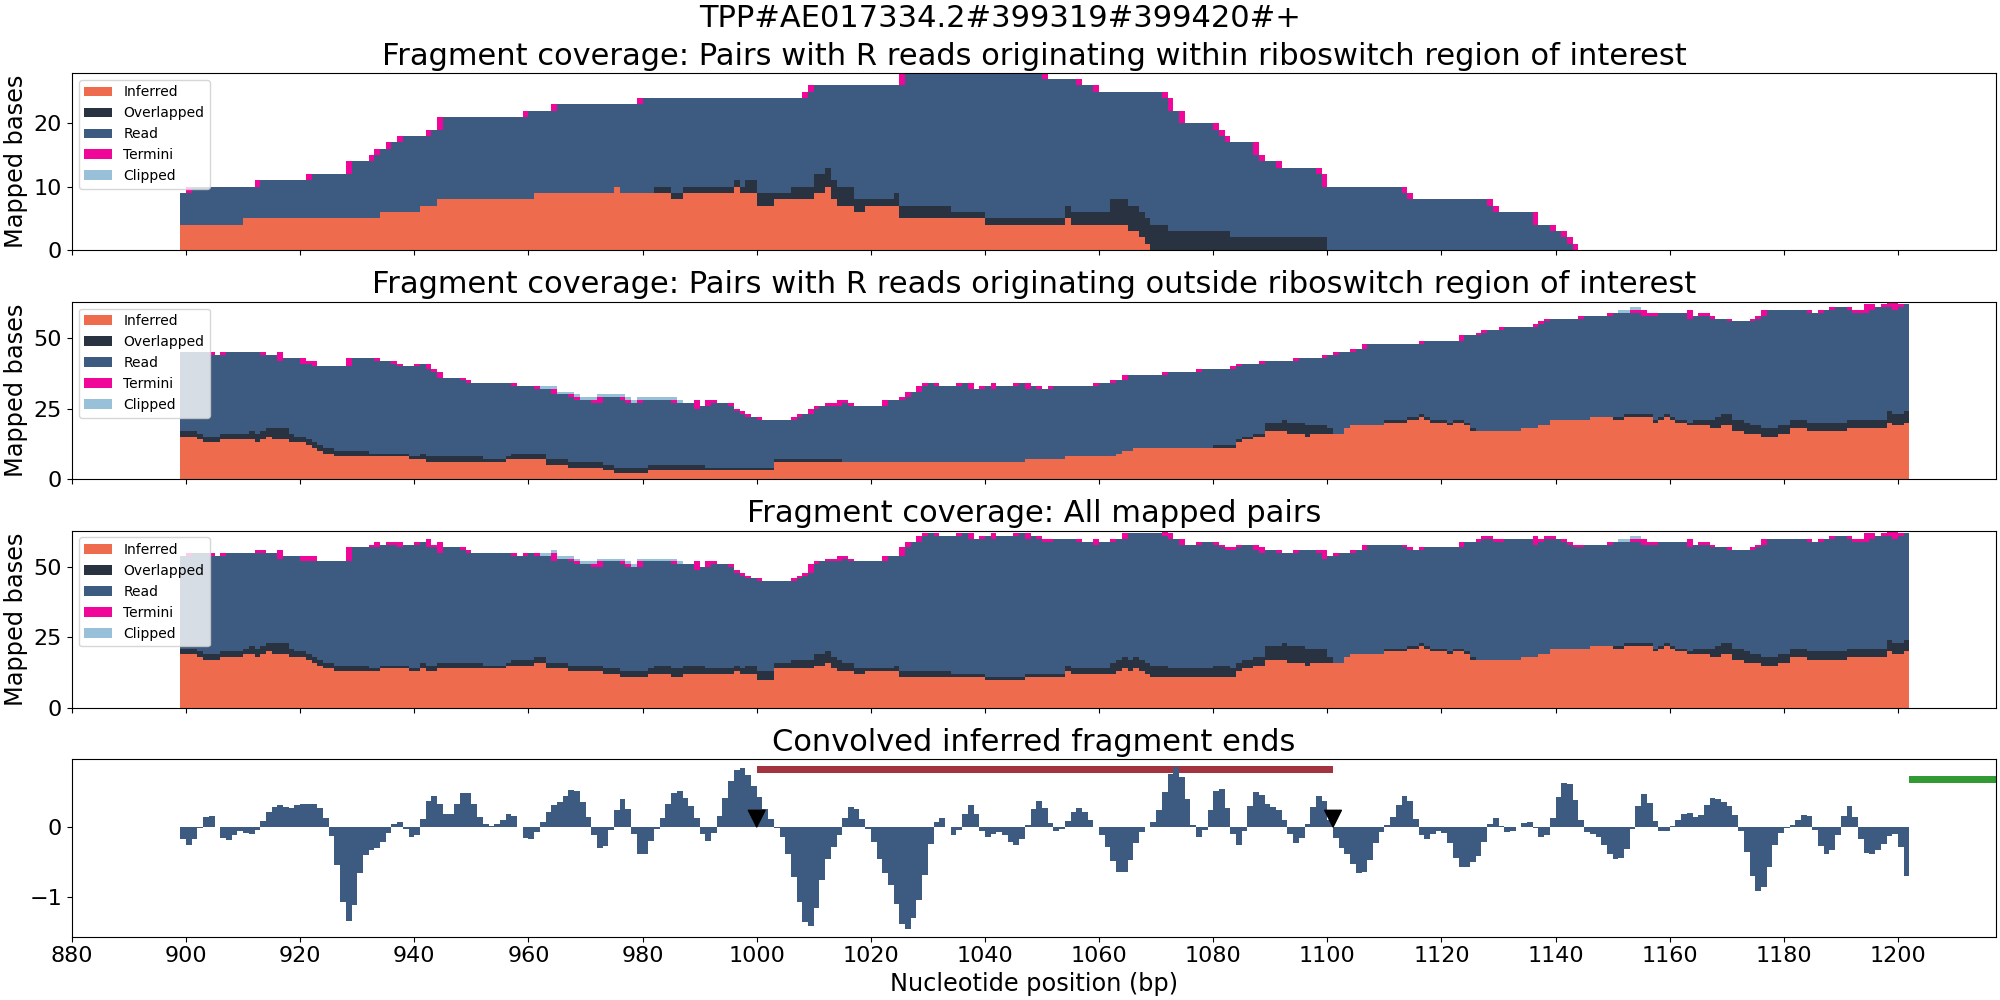 TPP#AE017334.2#399319#399420#+
Fragment coverage: Pairs with R reads originating within riboswitch region of interest
Mapped bases
20
10
0
Inferred
Overlapped
Read
Termini
Clipped
Fragment coverage: Pairs with R reads originating outside riboswitch region of interest
Mapped bases
50
25
0
Inferred
Overlapped
Read
Termini
Clipped
Fragment coverage: All mapped pairs
Mapped bases
50
25
0
Inferred
Overlapped
Read
Termini
Clipped
Convolved inferred fragment ends
0
−1
880 900 920 940 960 980 1000 1020 1040 1060 1080 1100 1120 1140 1160 1180 1200
Nucleotide position (bp)